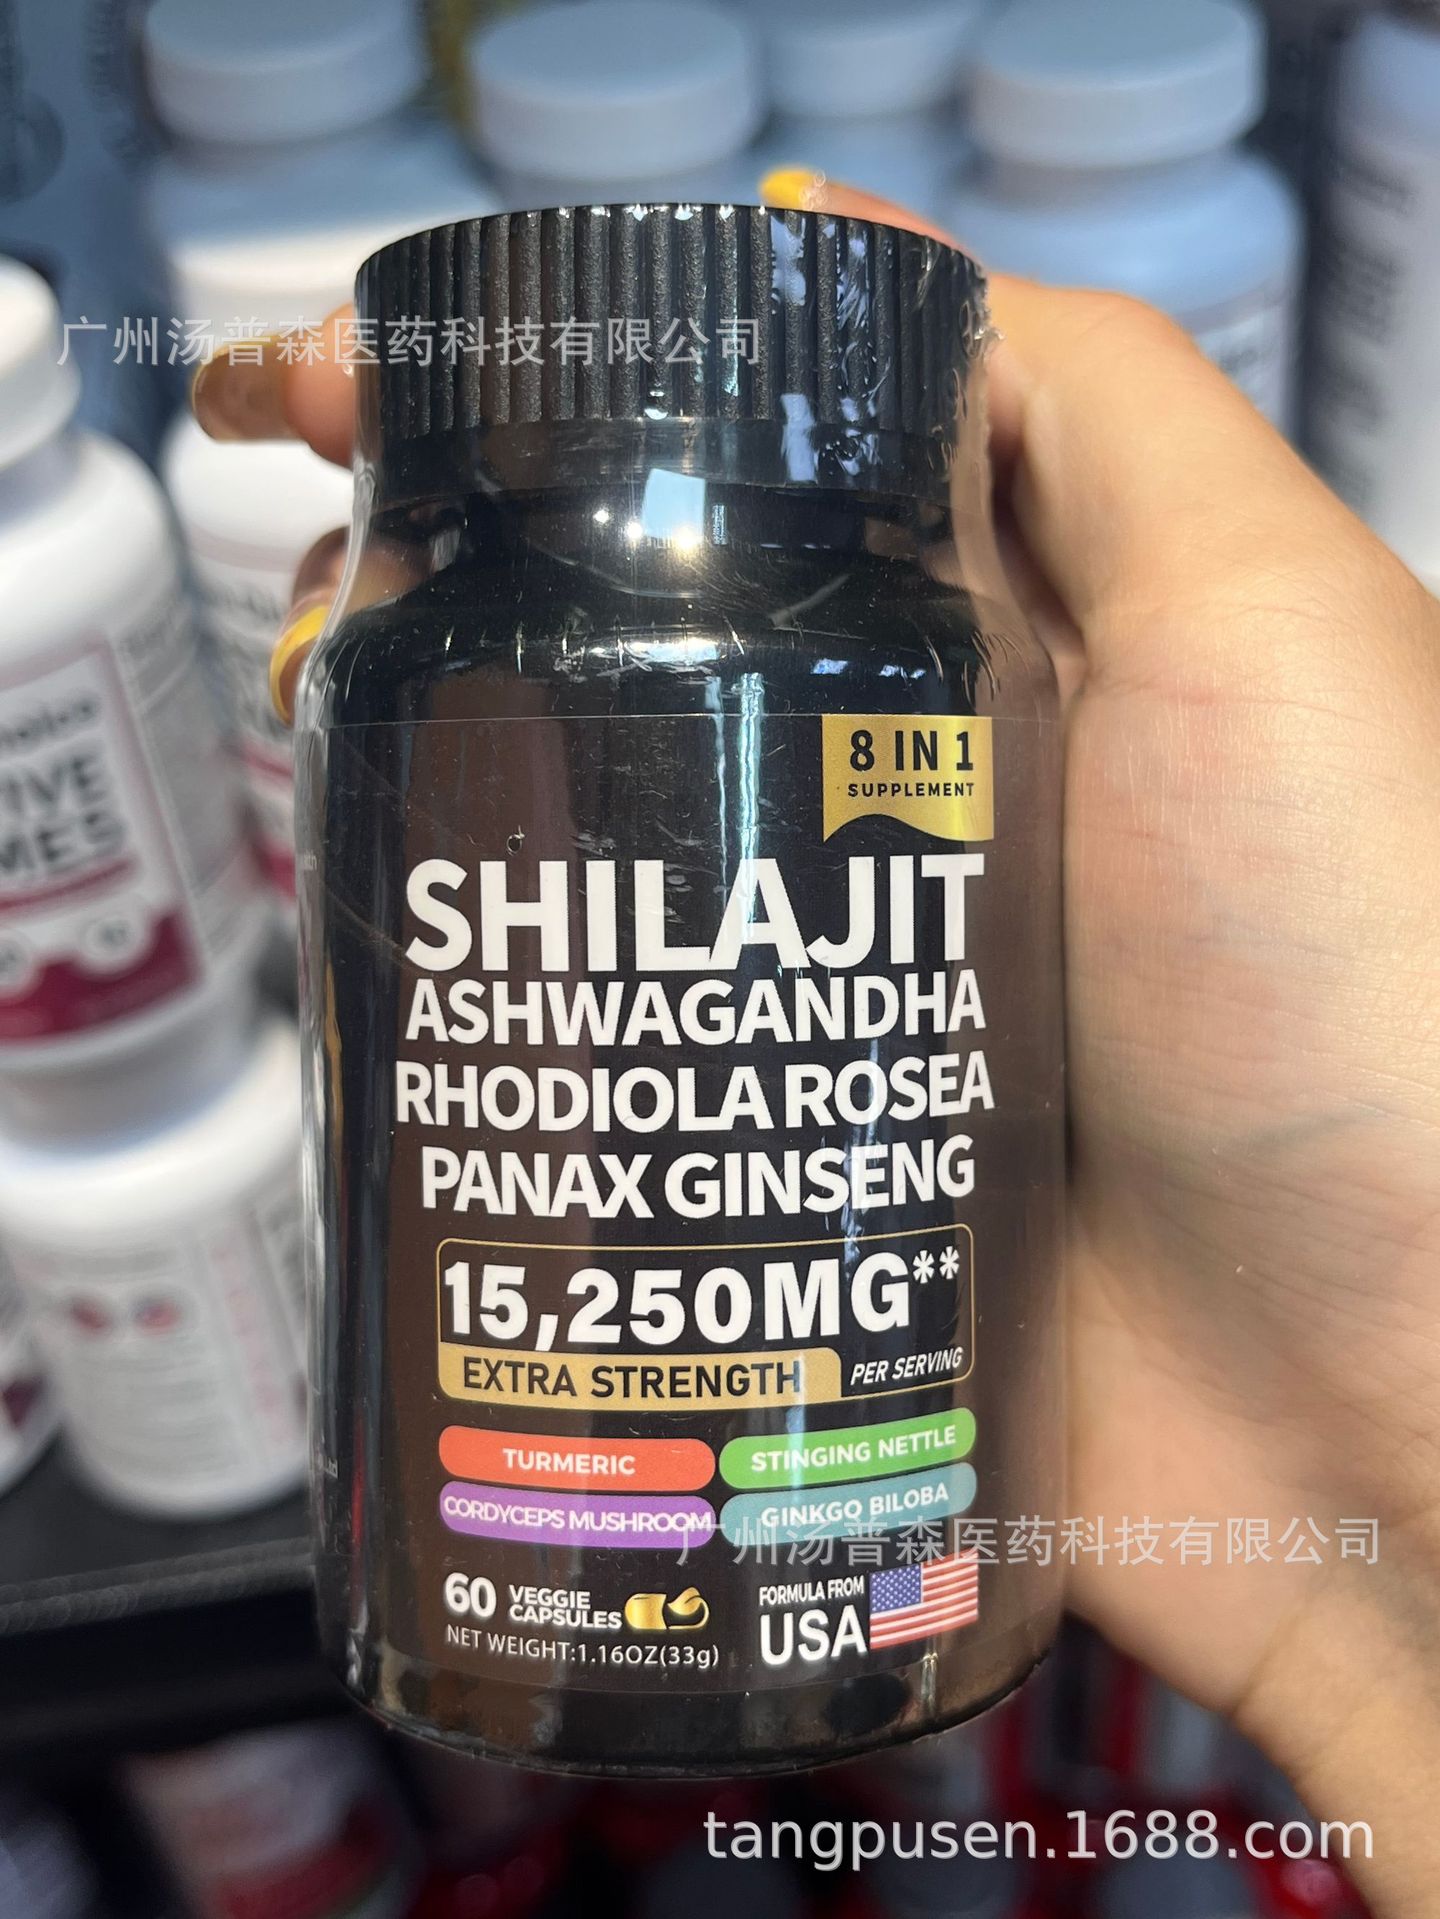 广州汤普森医药科技有限公司
8 IN 1
SUPPLEMENT
SHILAJIT
ASHWAGANDHA
RHODIOLA ROSEA
PANAX GINSENG
15,250MG**
EXTRA STRENGTH
PER SERVING
TURMERIC
STINGING NETTLE
CORDYCEPS MUSHROOM
GINKGO BILOBA
广州汤普森医药科技有限公司
60 VEGGIE
CAPSULES
NET WEIGHT:1.16OZ(33g)
FORMULA FROM
USA
tangpusen.1688.com